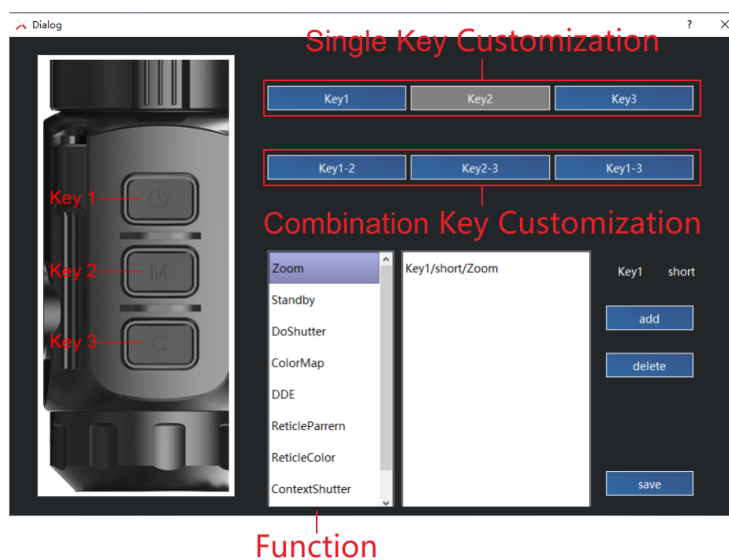 Dialog ?
Single Key Customization
Key1 Key2 Key3
Key1-2 Key2-3 Key1-3
Combination Key Customization
Key 1
Key 2
M
Key 3
C
Zoom
Standby
DoShutter
ColorMap
DDE
ReticleParrern
ReticleColor
ContextShutter
Key1/short/Zoom
Key1 short
add
delete
save
Function